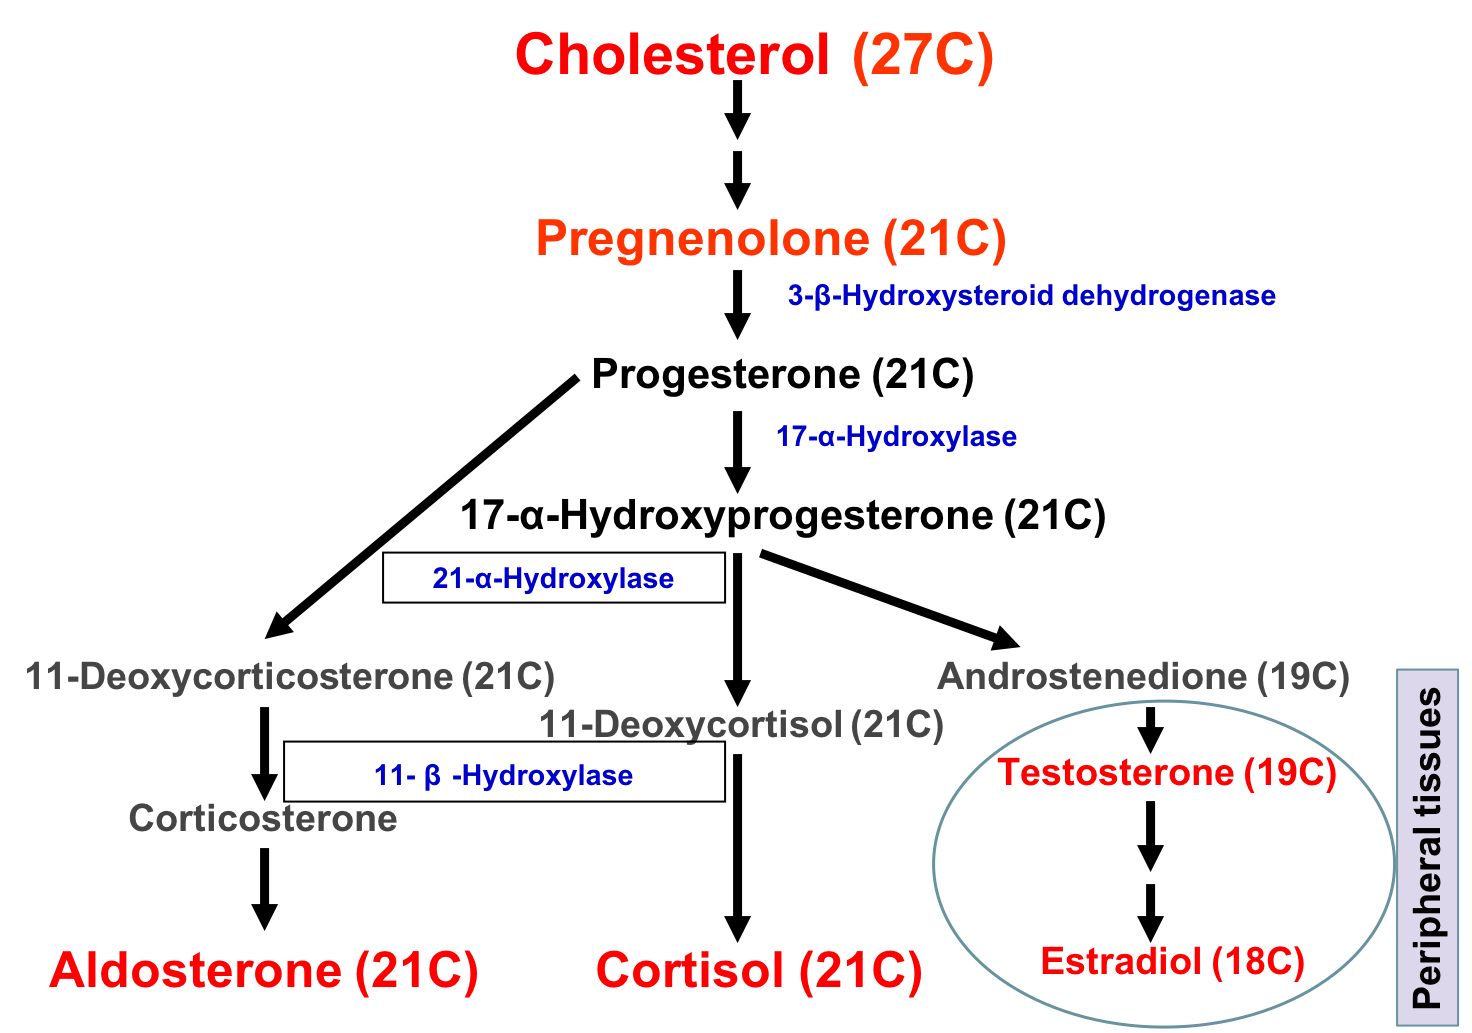 Cholesterol (27C)
Pregnenolone (21C)
3-β-Hydroxysteroid dehydrogenase
Progesterone (21C)
17-α-Hydroxylase
17-α-Hydroxyprogesterone (21C)
21-α-Hydroxylase
11-Deoxycorticosterone (21C)
Androstenedione (19C)
11-Deoxycortisol (21C)
11- β -Hydroxylase
Testosterone (19C)
Corticosterone
Peripheral tissues
Aldosterone (21C)
Cortisol (21C)
Estradiol (18C)